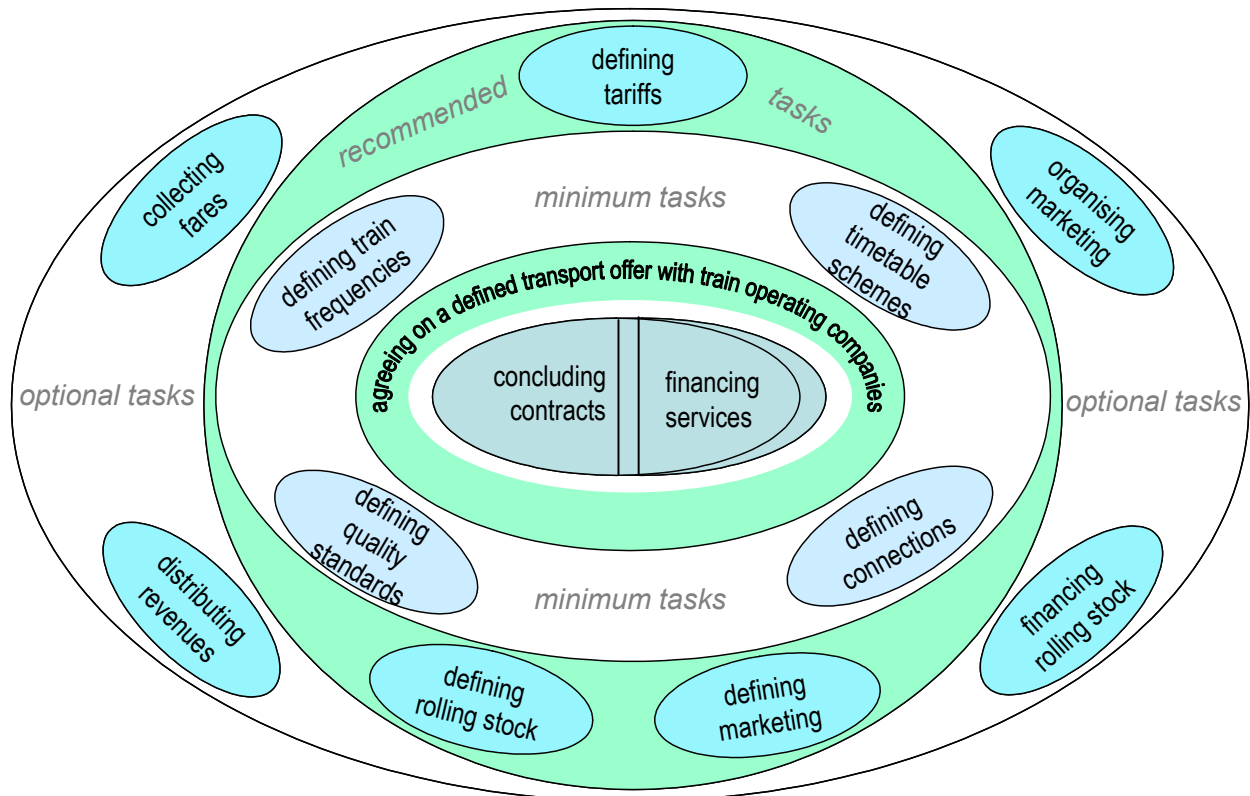 defining
tariffs
recommended
tasks
collecting
fares
organising
marketing
minimum tasks
defining train
frequencies
defining
timetable
schemes
agreeing on a defined transport offer with train operating companies
concluding
contracts
financing
services
optional tasks
optional tasks
defining
quality
standards
defining
connections
minimum tasks
distributing
revenues
financing
rolling stock
defining
rolling stock
defining
marketing